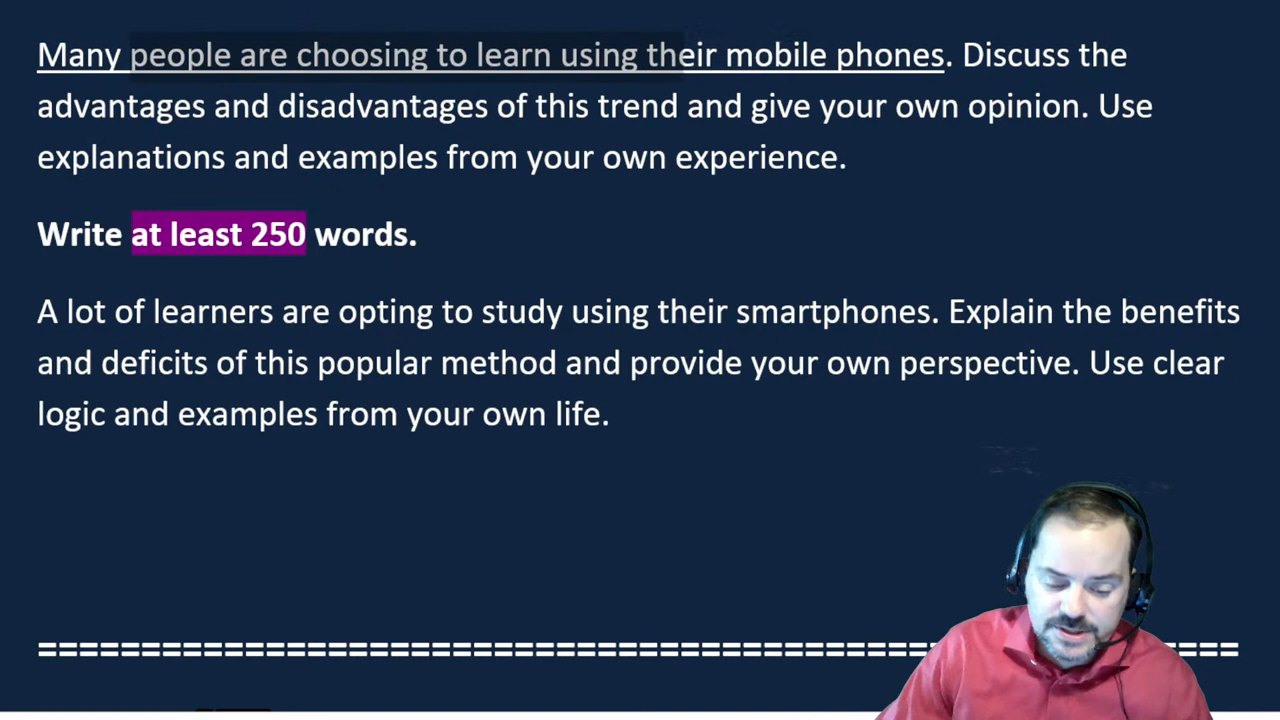 Many people are choosing to learn using their mobile phones. Discuss the
advantages and disadvantages of this trend and give your own opinion. Use
explanations and examples from your own experience.
Write at least 250 words.
A lot of learners are opting to study using their smartphones. Explain the benefits
and deficits of this popular method and provide your own perspective. Use clear
logic and examples from your own life.